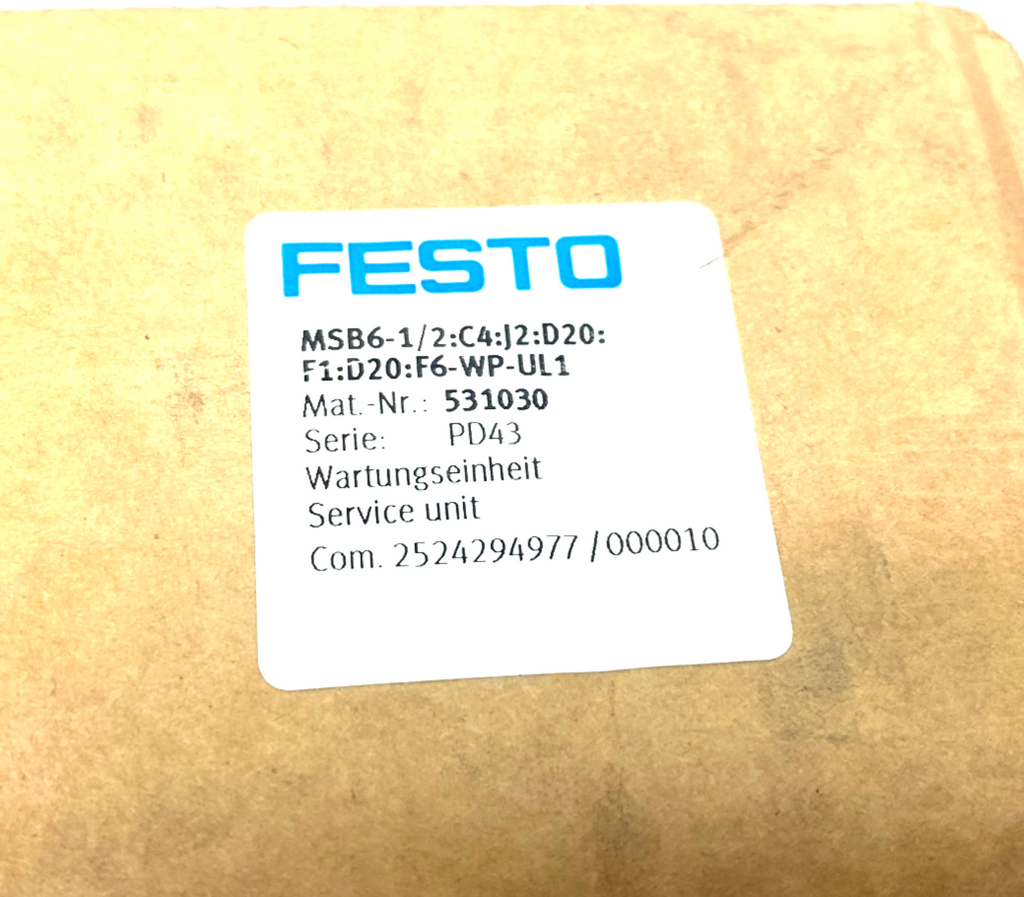 FESTO
MSB6-1/2:C4:J2:D20:
F1:D20:F6-WP-UL1
Mat.-Nr.: 531030
Serie: PD43
Wartungseinheit
Service unit
Com. 2524294977 /000010